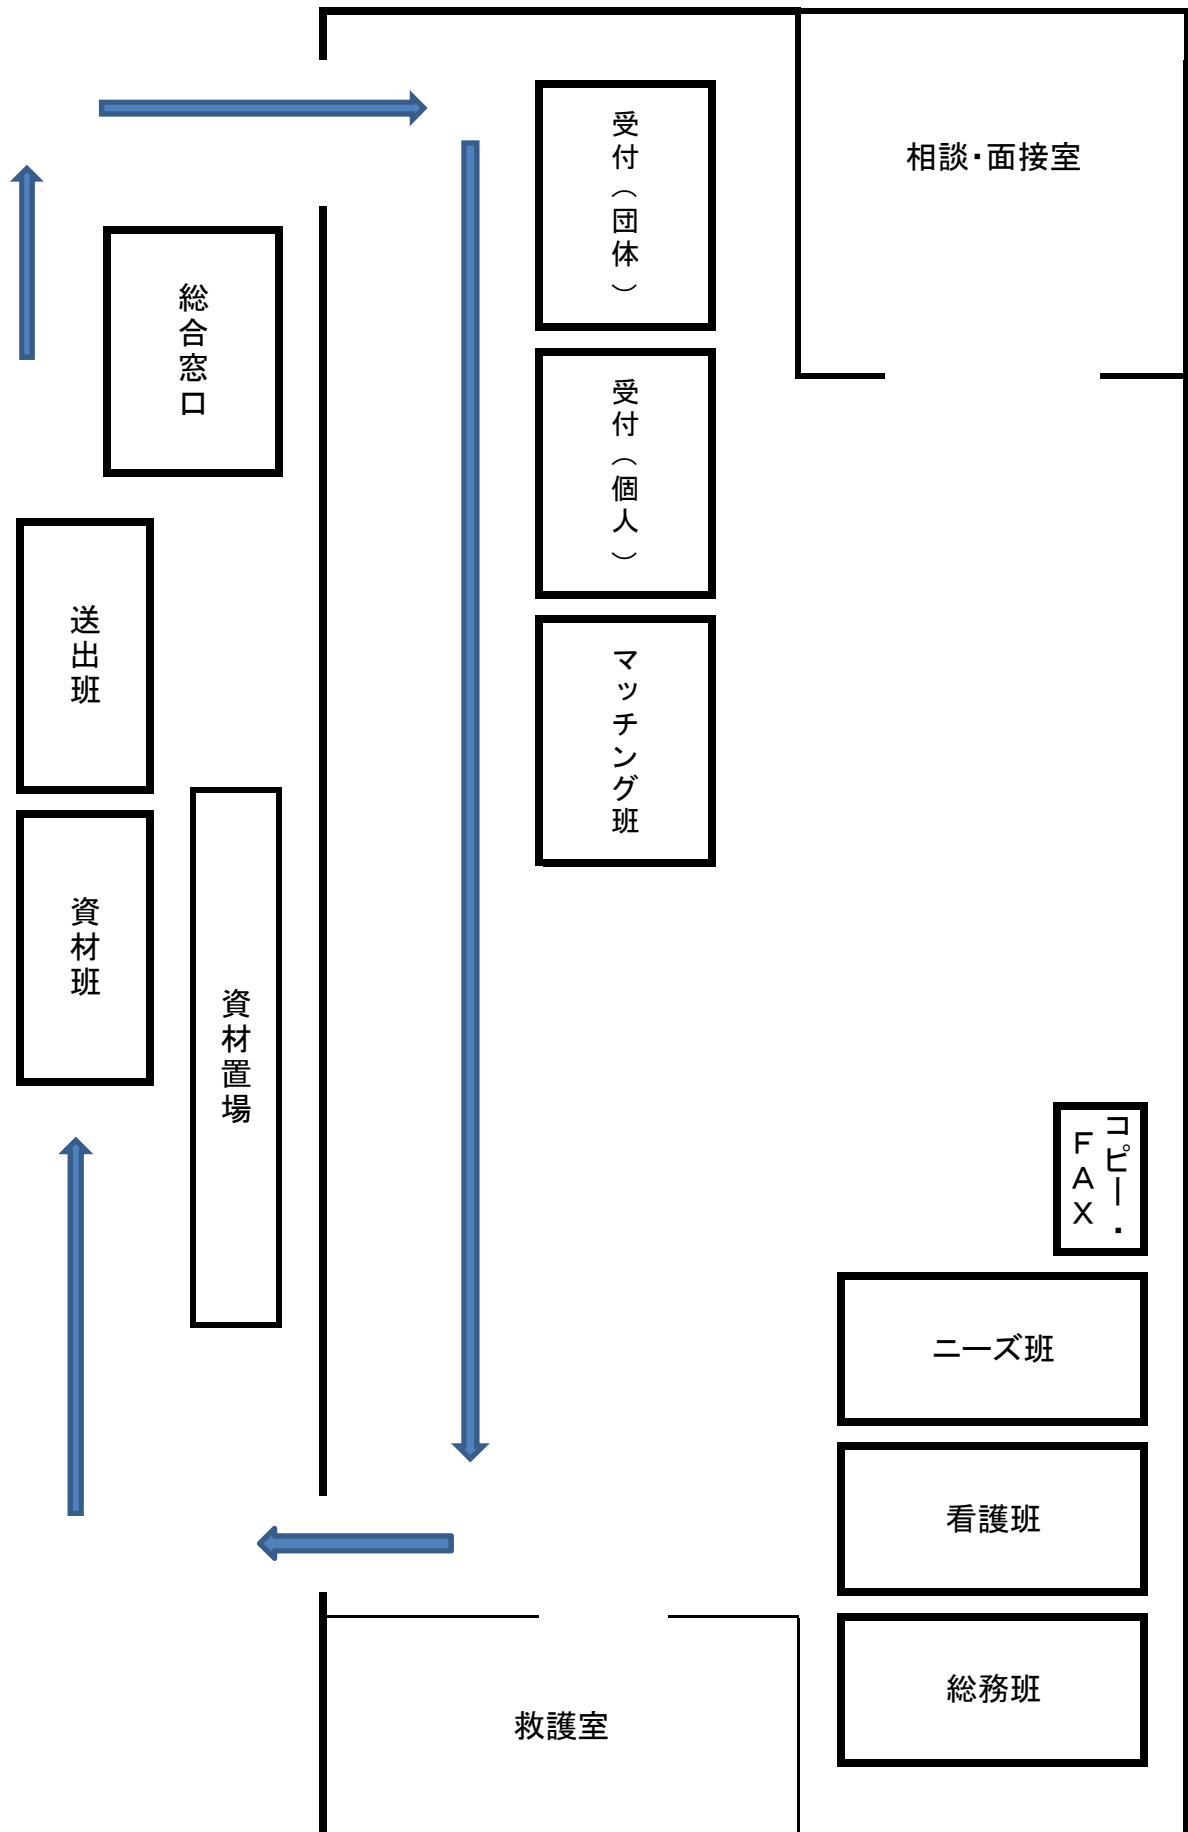 受付（団体）
相談・面接室
総合窓口
受付（個人）
送出班
マッチング班
資材班
資材置場
コピー・
ＦＡＸ
ニーズ班
看護班
総務班
救護室